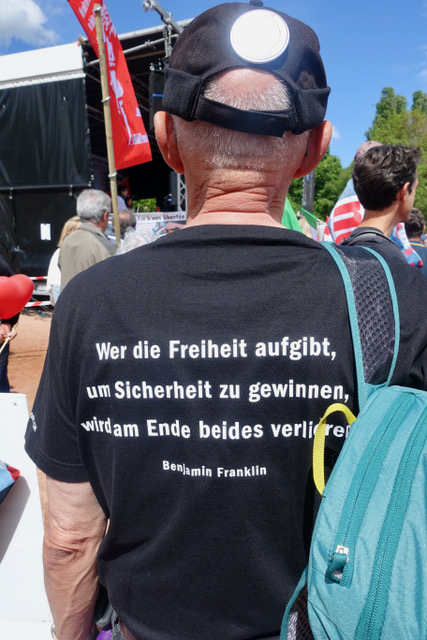 Wer die Freiheit aufgibt,
um Sicherheit zu gewinnen,
wird am Ende beides verlieren
Benjamin Franklin